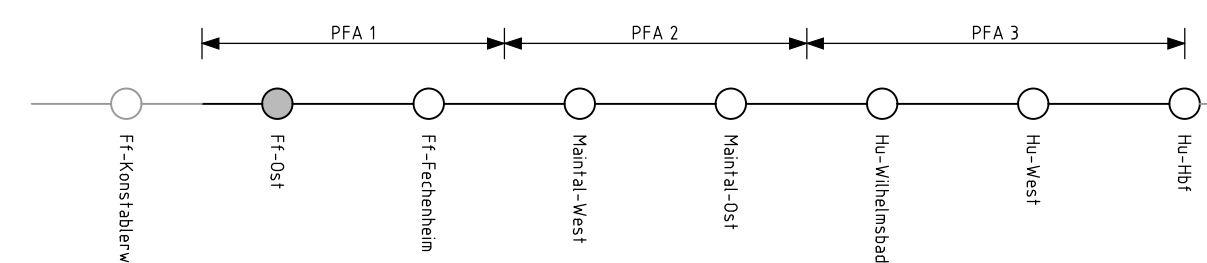 PFA 1
PFA 2
PFA 3
Ff-Konstablerw
Ff-Ost
Ff-Fechenheim
Maintal-West
Maintal-Ost
Hu-Wilhelmsbad
Hu-West
Hu-Hbf